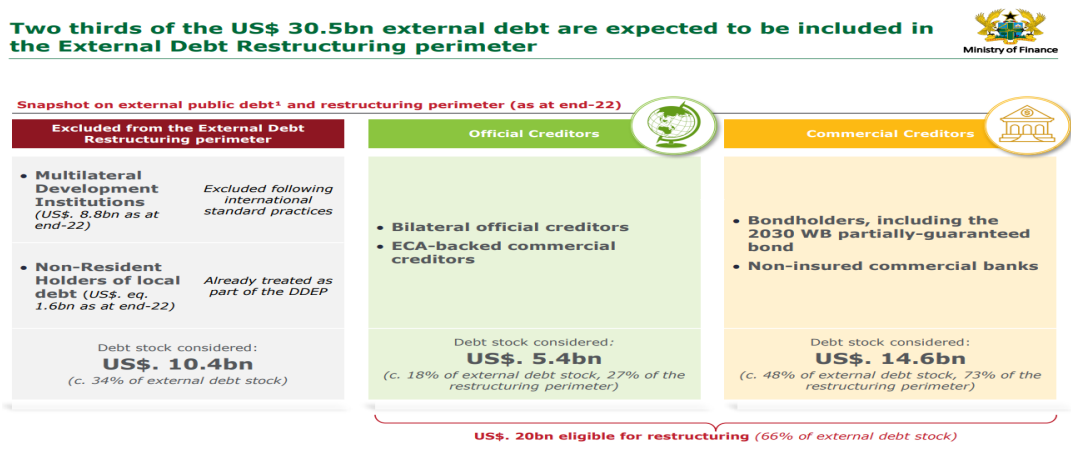 Two thirds of the US$ 30.5bn external debt are expected to be included in
the External Debt Restructuring perimeter
Ministry of Finance
Snapshot on external public debt¹ and restructuring perimeter (as at end-22)
Excluded from the External Debt
Restructuring perimeter
• Multilateral
Development
Institutions
(US$. 8.8bn as at
end-22)
Excluded following
international
standard practices
• Non-Resident
Holders of local
debt (US$. eq.
1.6bn as at end-22)
Already treated as
part of the DDEP
Debt stock considered:
US$. 10.4bn
(c. 34% of external debt stock)
Official Creditors
• Bilateral official creditors
• ECA-backed commercial
creditors
Debt stock considered:
US$. 5.4bn
(c. 18% of external debt stock, 27% of the
restructuring perimeter)
Commercial Creditors
• Bondholders, including the
2030 WB partially-guaranteed
bond
• Non-insured commercial banks
Debt stock considered:
US$. 14.6bn
(c. 48% of external debt stock, 73% of the
restructuring perimeter)
US$. 20bn eligible for restructuring (66% of external debt stock)